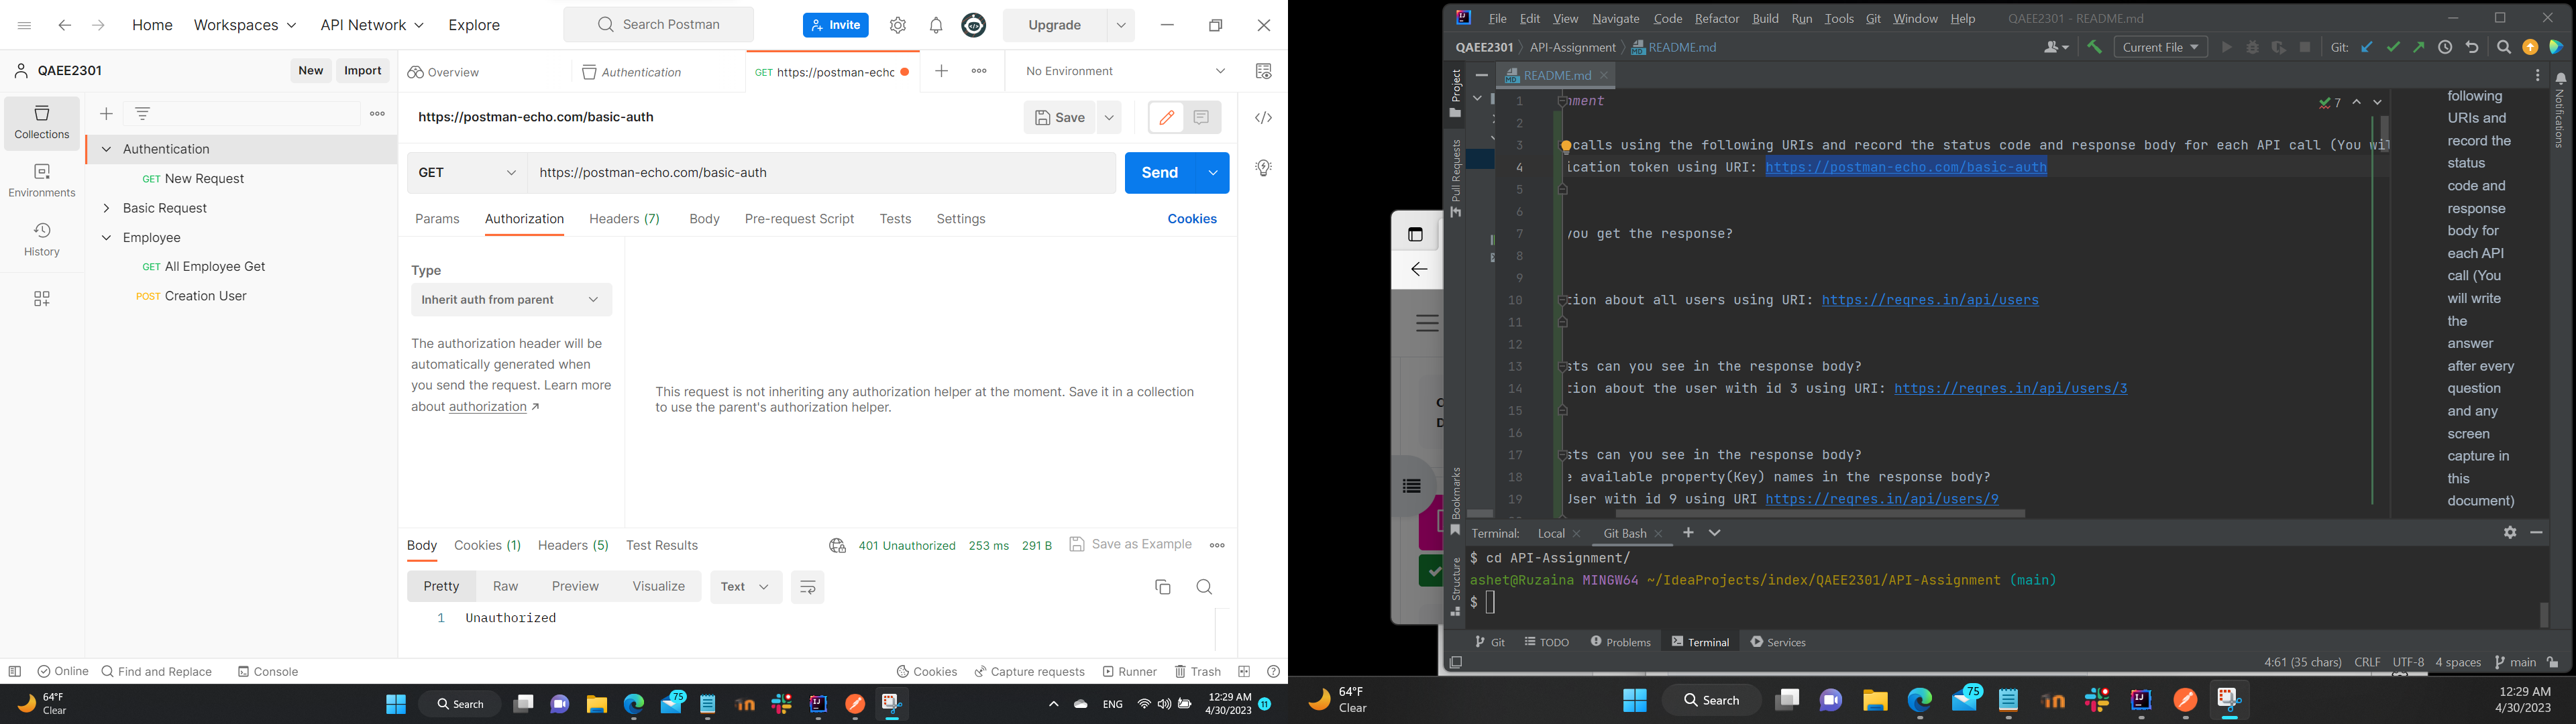 Home
Workspaces
API Network
Explore
Search Postman
Invite
Upgrade
QAEE2301
New
Import
Overview
Authentication
GET https://postman-echo
No Environment
Collections
Environments
History
Authentication
GET New Request
Basic Request
Employee
GET All Employee Get
POST Creation User
https://postman-echo.com/basic-auth
Save
</>
GET
https://postman-echo.com/basic-auth
Send
Params
Authorization
Headers (7)
Body
Pre-request Script
Tests
Settings
Cookies
Type
Inherit auth from parent
The authorization header will be
automatically generated when
you send the request. Learn more
about authorization ↗
This request is not inheriting any authorization helper at the moment. Save it in a collection
to use the parent's authorization helper.
Body
Cookies (1)
Headers (5)
Test Results
401 Unauthorized
253 ms
291 B
Save as Example
Pretty
Raw
Preview
Visualize
Text
1 Unauthorized
Online
Find and Replace
Console
Cookies
Capture requests
Runner
Trash
64°F
Clear
Search
75
ENG
12:29 AM
4/30/2023
11
File Edit View Navigate Code Refactor Build Run Tools Git Window Help
QAEE2301 - README.md
QAEE2301
API-Assignment
README.md
Current File
Git:
Project
Pull Requests
Bookmarks
Structure
Notifications
README.md
7
1 nment
2
3 calls using the following URIs and record the status code and response body for each API call (You wi
4 ication token using URI: https://postman-echo.com/basic-auth
5
6
7 you get the response?
8
9
10 tion about all users using URI: https://reqres.in/api/users
11
12
13 sts can you see in the response body?
14 tion about the user with id 3 using URI: https://reqres.in/api/users/3
15
16
17 sts can you see in the response body?
18 e available property(Key) names in the response body?
19 User with id 9 using URI https://reqres.in/api/users/9
following
URIs and
record the
status
code and
response
body for
each API
call (You
will write
the
answer
after every
question
and any
screen
capture in
this
document)
Terminal:
Local
Git Bash
$ cd API-Assignment/
ashet@Ruzaina MINGW64 ~/IdeaProjects/index/QAEE2301/API-Assignment (main)
$
Git
TODO
Problems
Terminal
Services
4:61 (35 chars)
CRLF
UTF-8
4 spaces
main
64°F
Clear
Search
75
12:29 AM
4/30/2023